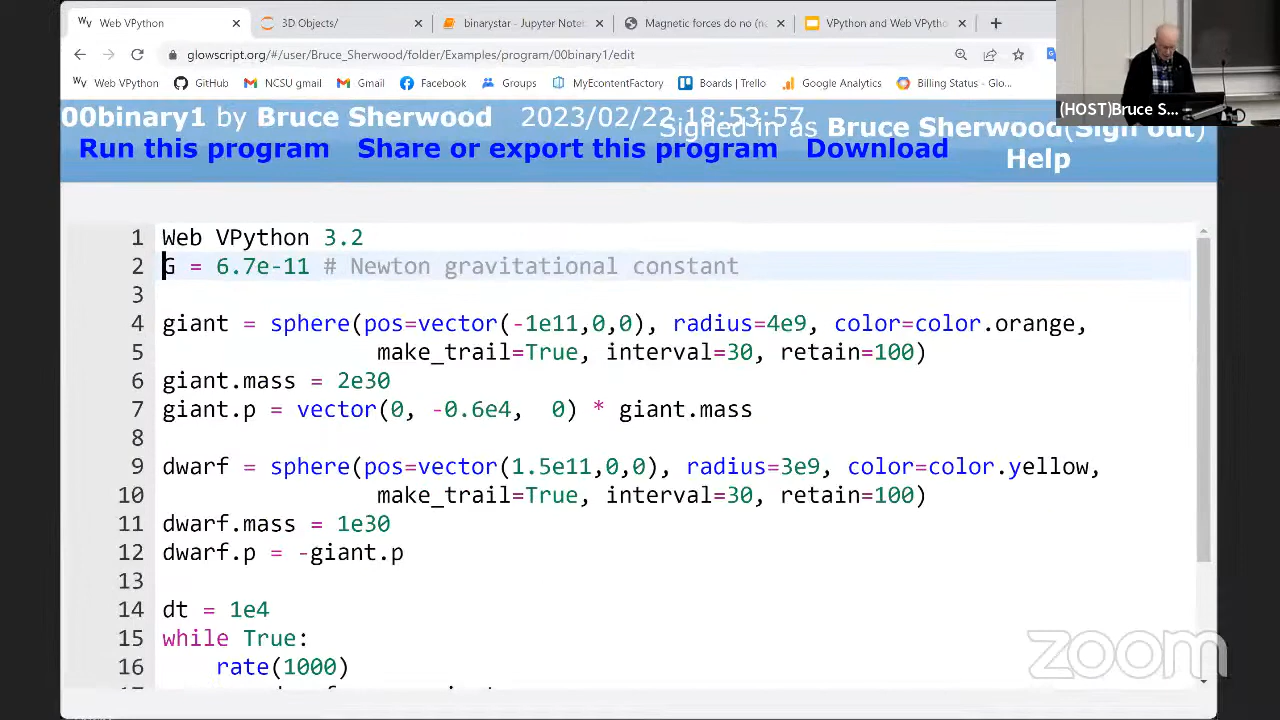 Web VPython
3D Objects/
binarystar - Jupyter Note
Magnetic forces do no (n
VPython and Web VPytho
glowscript.org/#/user/Bruce_Sherwood/folder/Examples/program/00binary1/edit
Web VPython
GitHub
NCSU gmail
Gmail
Facebook
Groups
MyecontentFactory
Boards | Trello
Google Analytics
Billing Status - Glo...
(HOST)Bruce S...
00binary1 by Bruce Sherwood 2023/02/22 18:53:57
Signed in as Bruce Sherwood(Sign out)
Run this program Share or export this program Download
Help
1 Web VPython 3.2
2 G = 6.7e-11 # Newton gravitational constant
3
4 giant = sphere(pos=vector(-1e11,0,0), radius=4e9, color=color.orange,
5 make_trail=True, interval=30, retain=100)
6 giant.mass = 2e30
7 giant.p = vector(0, -0.6e4, 0) * giant.mass
8
9 dwarf = sphere(pos=vector(1.5e11,0,0), radius=3e9, color=color.yellow,
10 make_trail=True, interval=30, retain=100)
11 dwarf.mass = 1e30
12 dwarf.p = -giant.p
13
14 dt = 1e4
15 while True:
16 rate(1000)
zoom